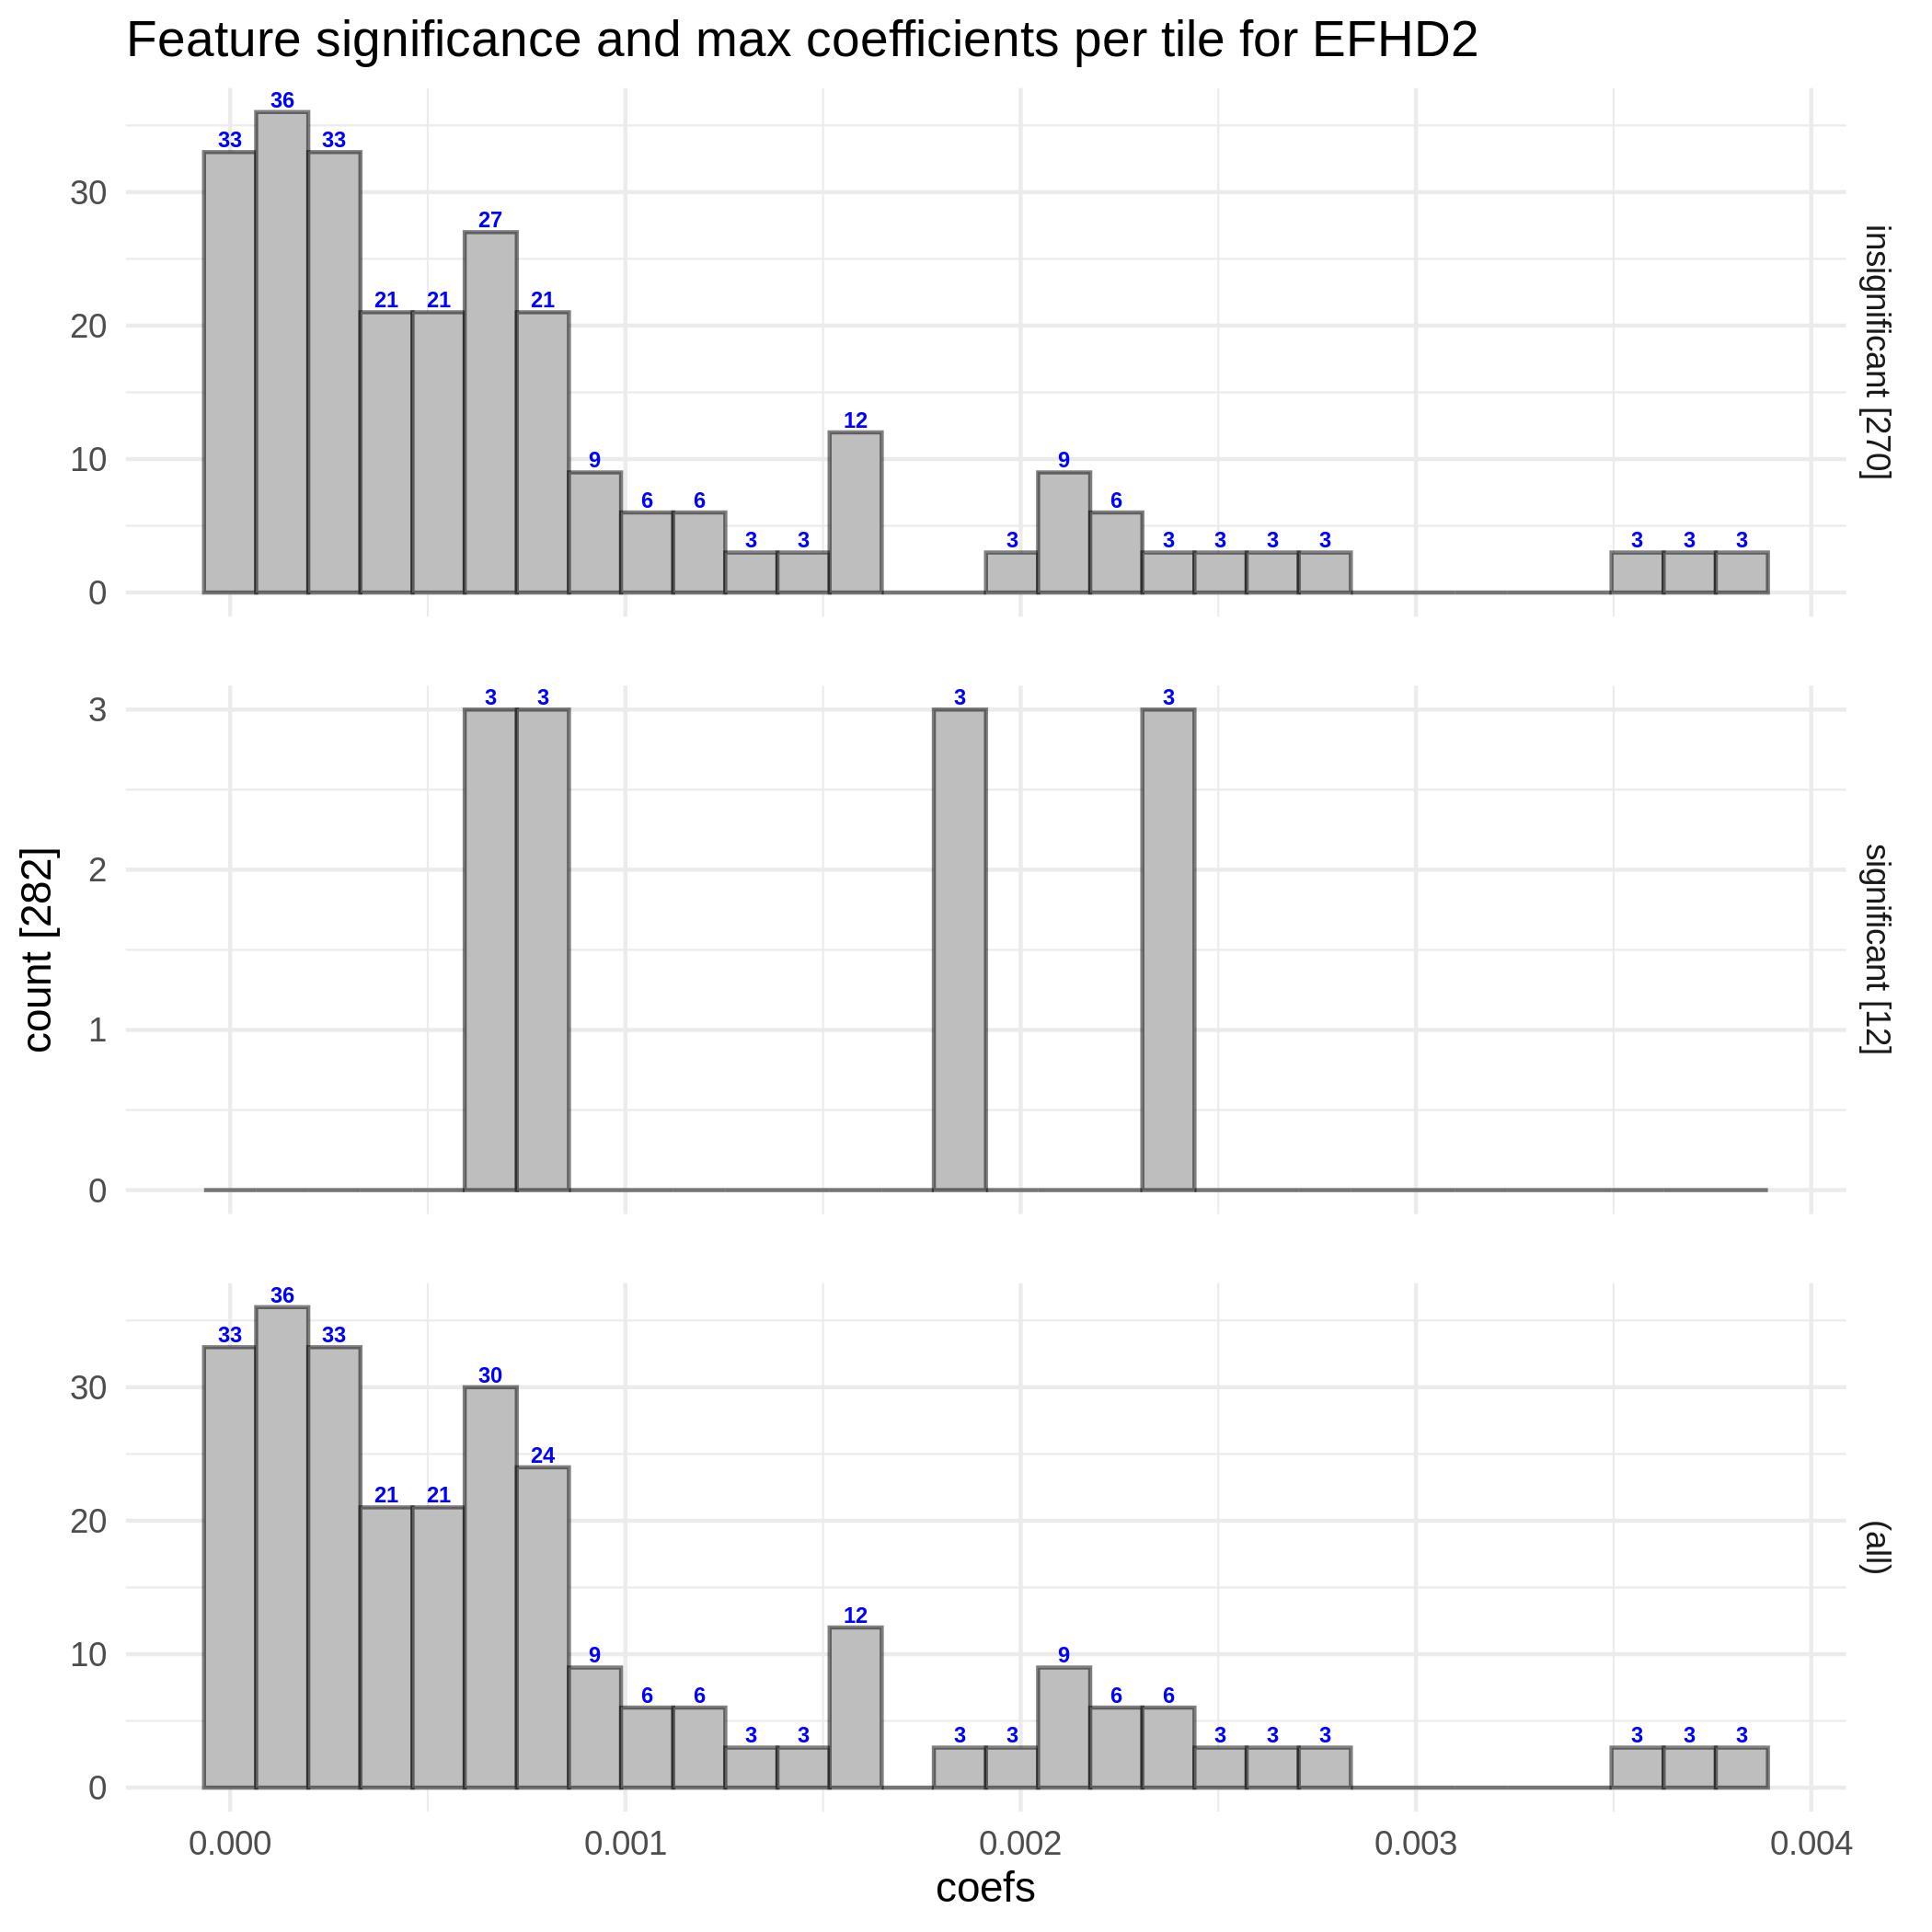 Feature significance and max coefficients per tile for EFHD2
36
33 33
27
21 21 21
12
9 9
6 6 6
3 3 3 3 3 3 3 3 3 3
30
20
10
0
insignificant [270]
3 3 3 3
3
2
1
0
significant [12]
count [282]
36
33 33
30
24
21 21
12
9 9
6 6 6 6
3 3 3 3 3 3 3 3 3 3
30
20
10
0
(all)
0.000 0.001 0.002 0.003 0.004
coefs